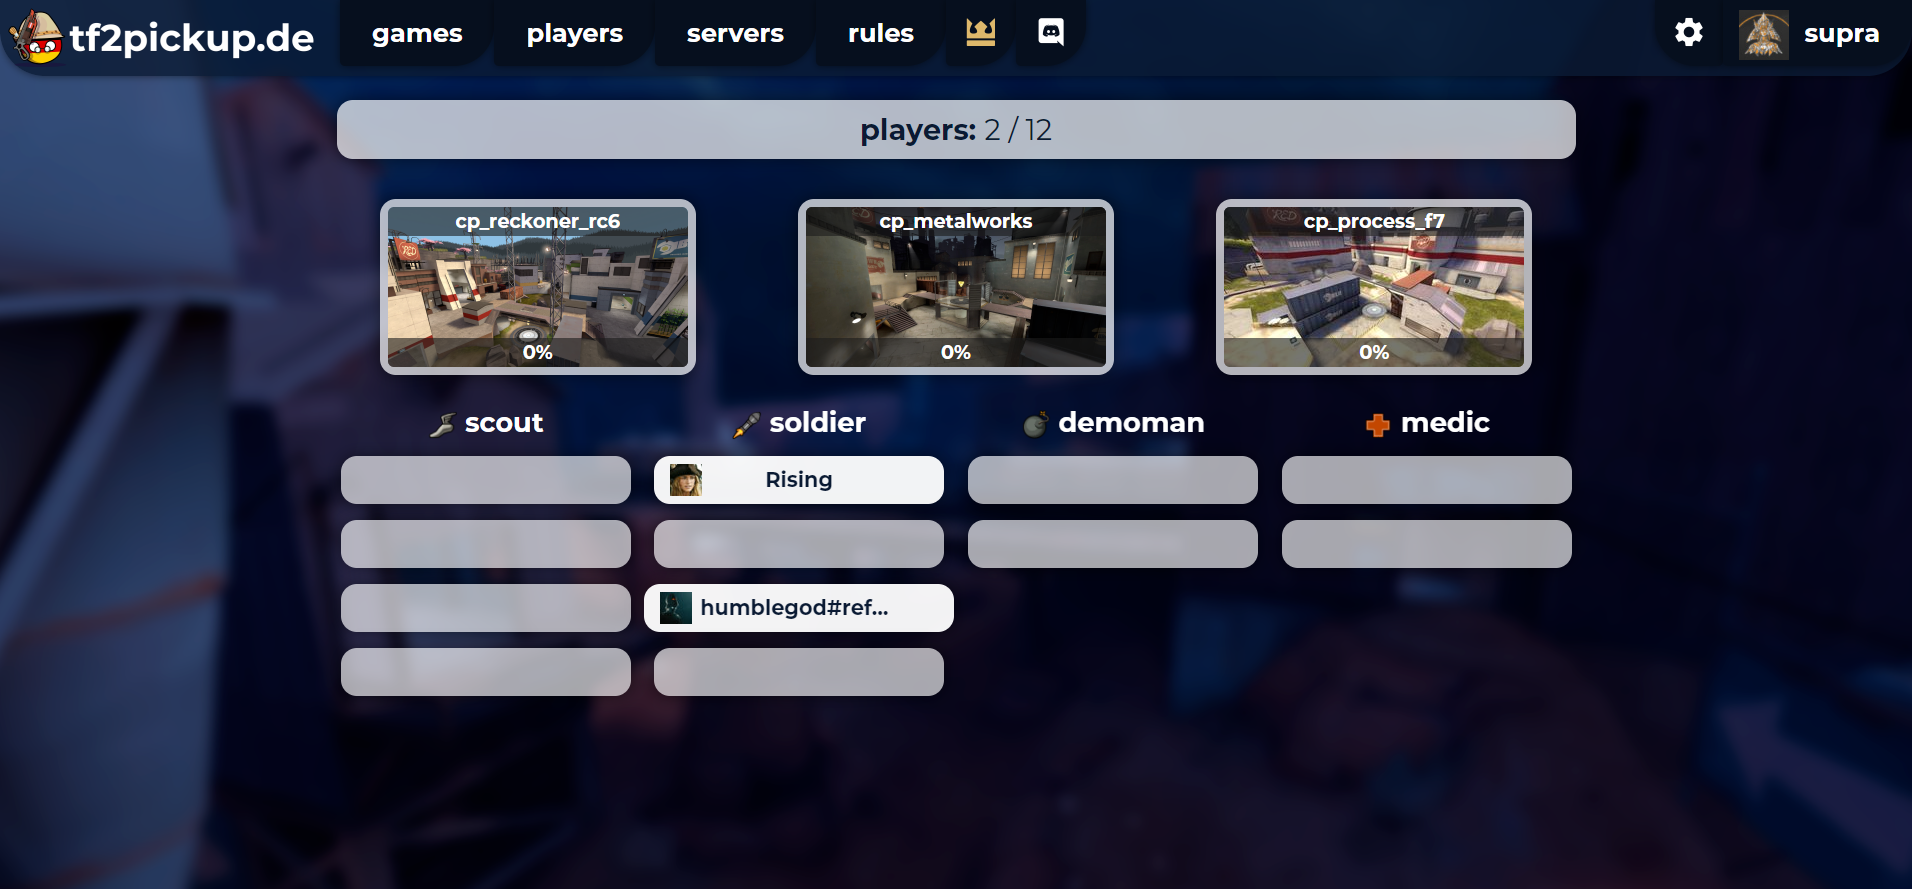 tf2pickup.de
games
players
servers
rules
supra
players: 2 / 12
cp_reckoner_rc6
cp_metalworks
cp_process_f7
0%
0%
0%
scout
soldier
demoman
medic
Rising
humblegod#ref...